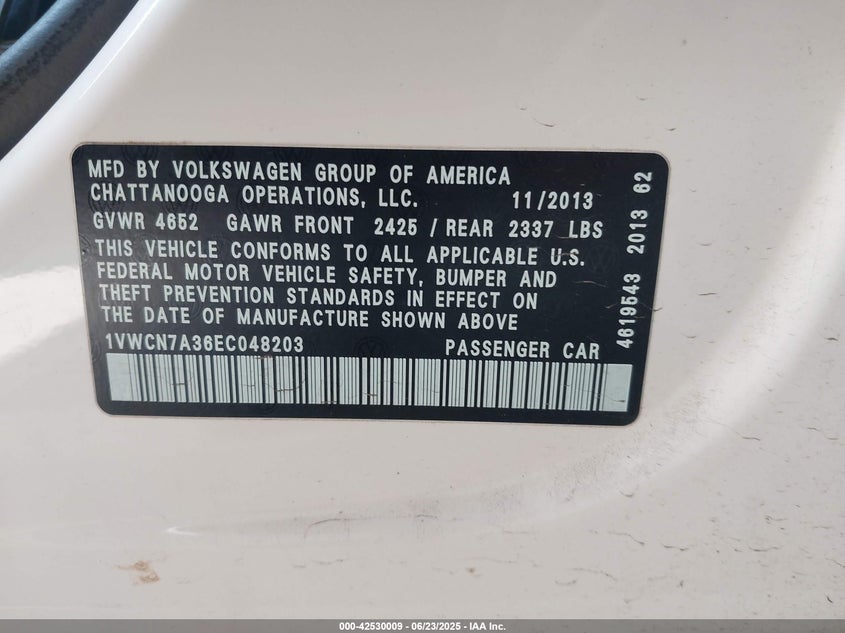 MFD BY VOLKSWAGEN GROUP OF AMERICA
CHATTANOOGA OPERATIONS, LLC. 11/2013
GVWR 4652 GAWR FRONT 2425 / REAR 2337 LBS
THIS VEHICLE CONFORMS TO ALL APPLICABLE U.S.
FEDERAL MOTOR VEHICLE SAFETY, BUMPER AND
THEFT PREVENTION STANDARDS IN EFFECT ON
THE DATE OF MANUFACTURE SHOWN ABOVE
1VWCN7A36EC048203 PASSENGER CAR
4619543 2013 62
000-42530009 - 06/23/2025 - IAA Inc.